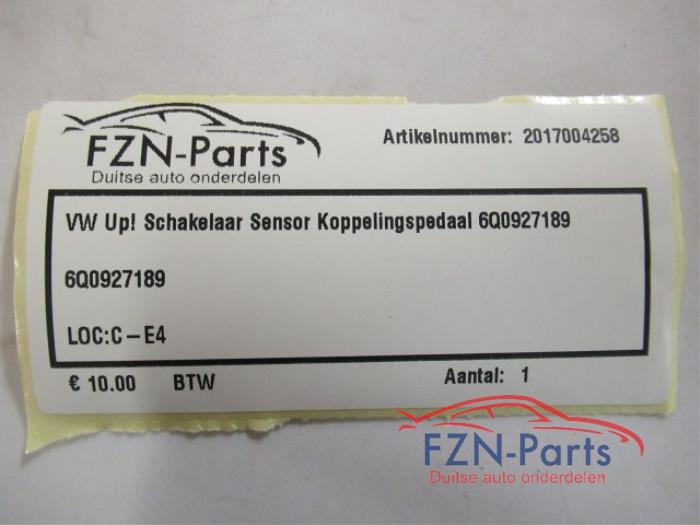 FZN-Parts
Duitse auto onderdelen
Artikelnummer: 2017004258
VW Up! Schakelaar Sensor Koppelingspedaal 6Q0927189
6Q0927189
LOC:C-E4
€ 10.00 BTW Aantal: 1
FZN-Parts
Duitse auto onderdelen